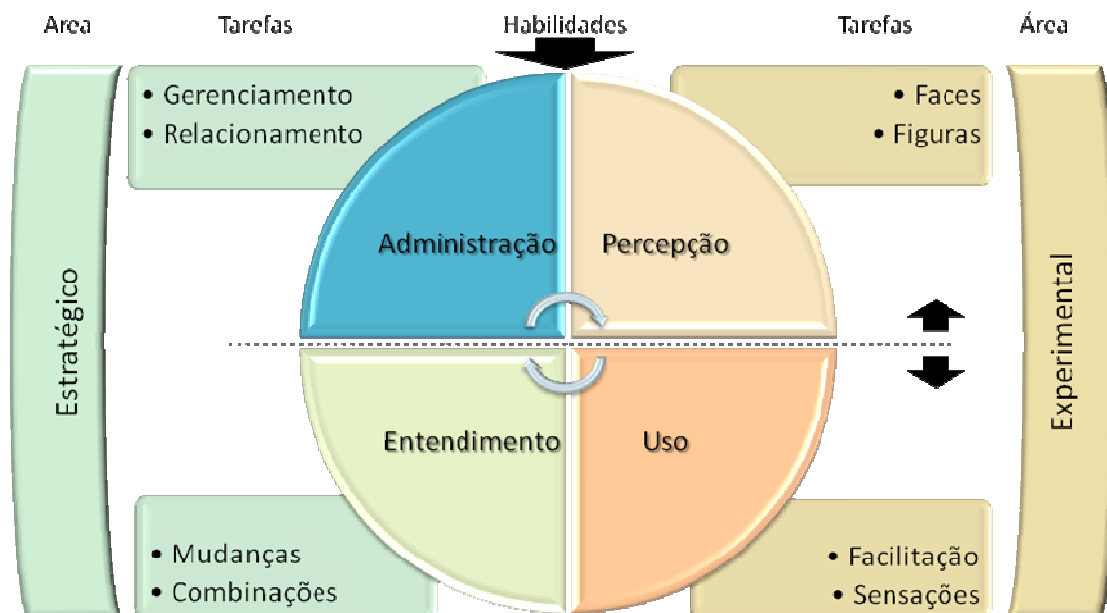 Area Tarefas Habilidades Tarefas Área
• Gerenciamento
• Relacionamento
• Faces
• Figuras
Administração Percepção
Estratégico
Experimental
Entendimento Uso
• Mudanças
• Combinações
• Facilitação
• Sensações